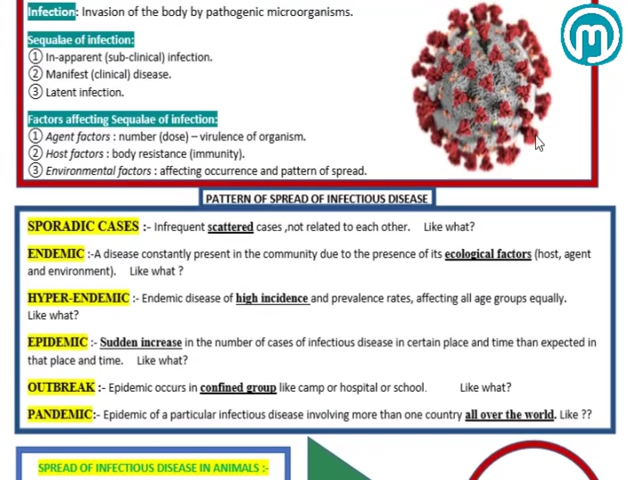 Infection: Invasion of the body by pathogenic microorganisms.
Sequalae of infection:
① In-apparent (sub-clinical) infection.
② Manifest (clinical) disease.
③ Latent infection.
Factors affecting Sequalae of infection:
① Agent factors : number (dose) – virulence of organism.
② Host factors : body resistance (immunity).
③ Environmental factors : affecting occurrence and pattern of spread.
PATTERN OF SPREAD OF INFECTIOUS DISEASE
SPORADIC CASES :- Infrequent scattered cases ,not related to each other. Like what?
ENDEMIC :-A disease constantly present in the community due to the presence of its ecological factors (host, agent
and environment). Like what ?
HYPER-ENDEMIC :- Endemic disease of high incidence and prevalence rates, affecting all age groups equally.
Like what?
EPIDEMIC :- Sudden increase in the number of cases of infectious disease in certain place and time than expected in
that place and time. Like what?
OUTBREAK :- Epidemic occurs in confined group like camp or hospital or school. Like what?
PANDEMIC:- Epidemic of a particular infectious disease involving more than one country all over the world. Like ??
SPREAD OF INFECTIOUS DISEASE IN ANIMALS :-